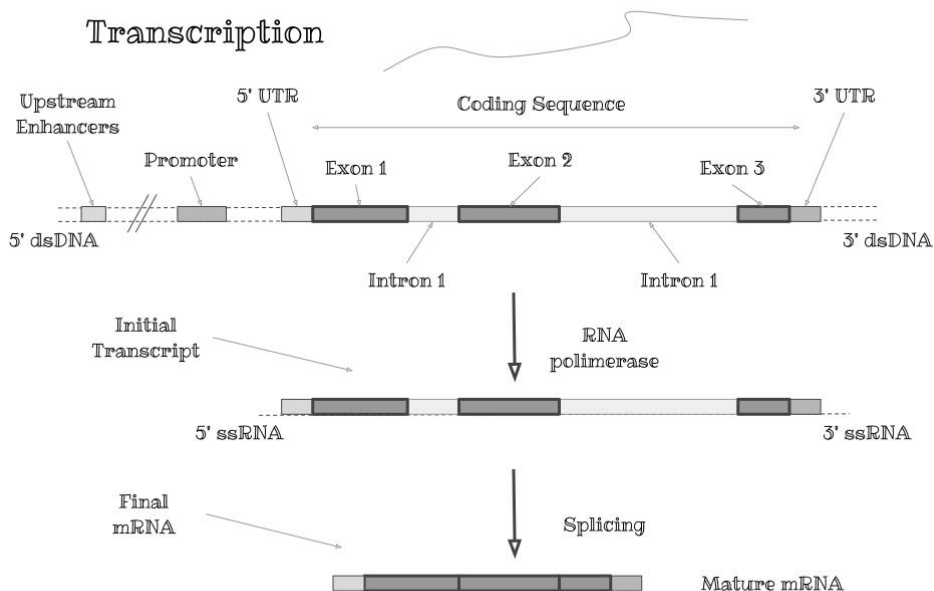 Transcription
Upstream
Enhancers
5' UTR
Coding Sequence
3' UTR
Promoter
Exon 1
Exon 2
Exon 3
5' dsDNA
3' dsDNA
Intron 1
Intron 1
Initial
Transcript
RNA
polimerase
5' ssRNA
3' ssRNA
Final
mRNA
Splicing
Mature mRNA